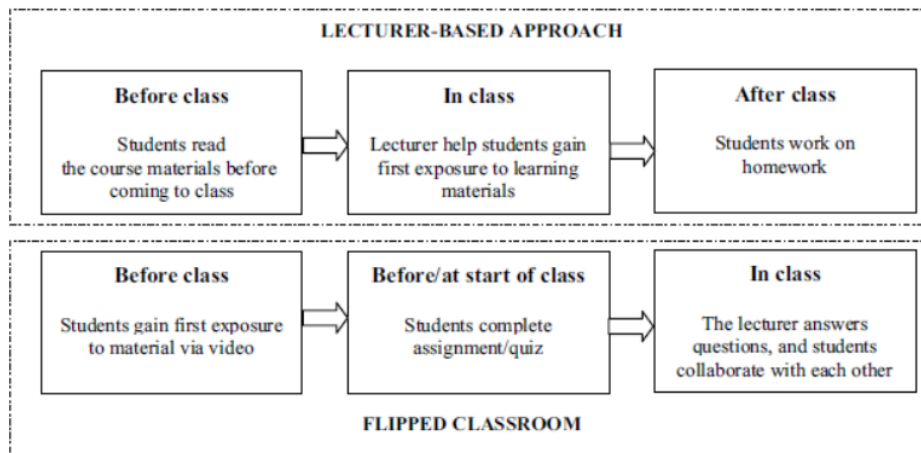 LECTURER-BASED APPROACH
Before class
Students read
the course materials before
coming to class
In class
Lecturer help students gain
first exposure to learning
materials
After class
Students work on
homework
Before class
Students gain first exposure
to material via video
Before/at start of class
Students complete
assignment/quiz
In class
The lecturer answers
questions, and students
collaborate with each other
FLIPPED CLASSROOM